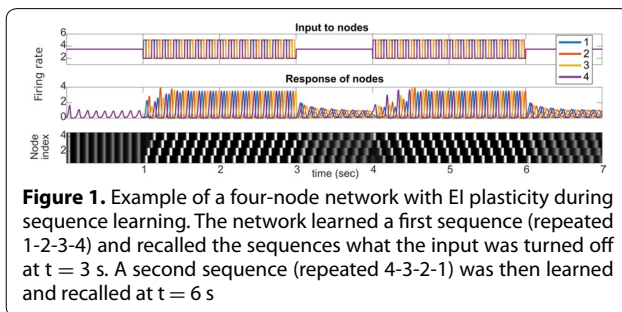 Input to nodes
6
4
2
1
2
3
4
Firing rate
Response of nodes
4
2
0
Node
index
4
2
1
2
3
4
5
6
7
time (sec)
Figure 1. Example of a four-node network with EI plasticity during
sequence learning. The network learned a first sequence (repeated
1-2-3-4) and recalled the sequences what the input was turned off
at t = 3 s. A second sequence (repeated 4-3-2-1) was then learned
and recalled at t = 6 s